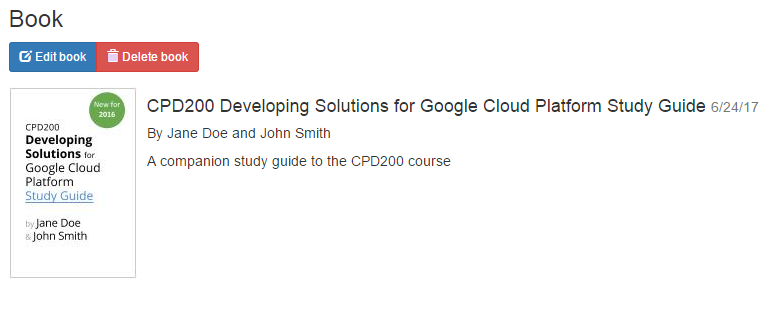 Book
Edit book
Delete book
New for
2016
CPD200
Developing
Solutions for
Google Cloud
Platform
Study Guide
by Jane Doe
& John Smith
CPD200 Developing Solutions for Google Cloud Platform Study Guide 6/24/17
By Jane Doe and John Smith
A companion study guide to the CPD200 course